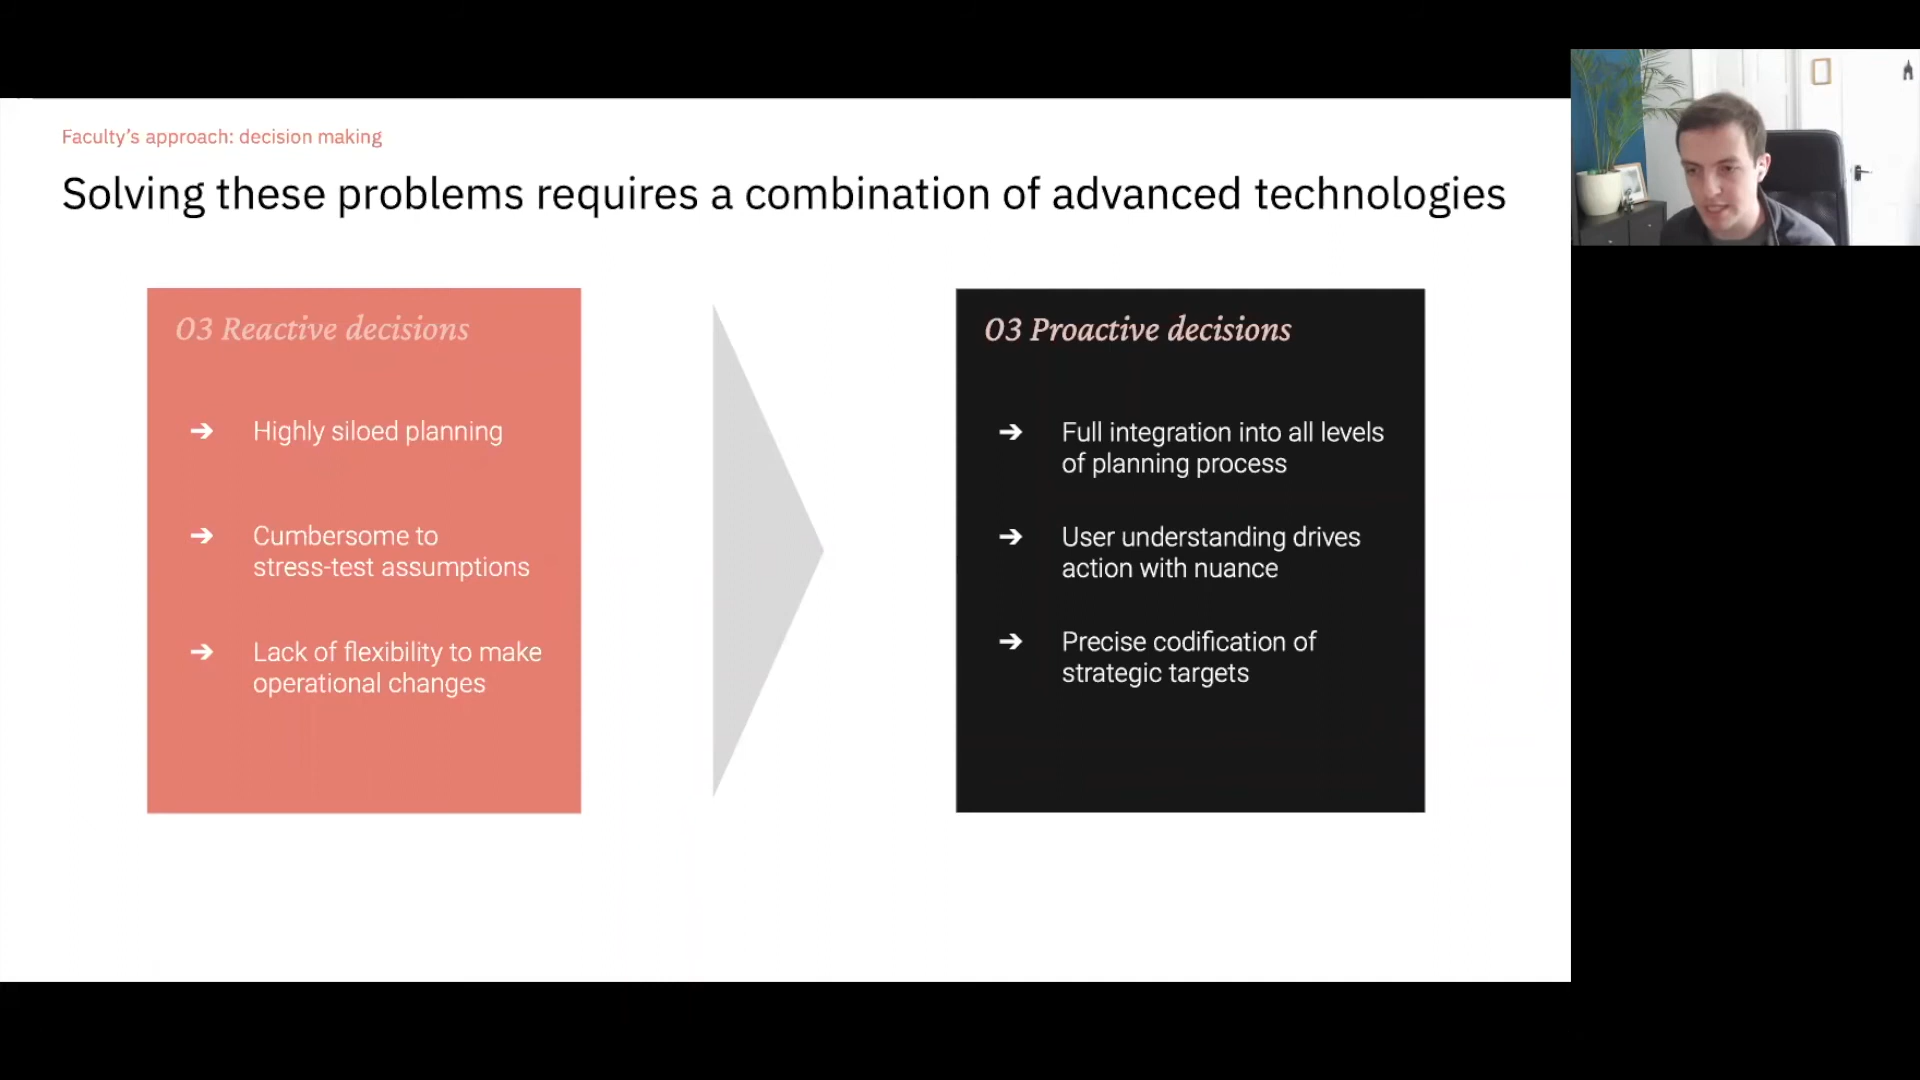 Faculty's approach: decision making
Solving these problems requires a combination of advanced technologies
03 Reactive decisions
➔ Highly siloed planning
➔ Cumbersome to
stress-test assumptions
➔ Lack of flexibility to make
operational changes
03 Proactive decisions
➔ Full integration into all levels
of planning process
➔ User understanding drives
action with nuance
➔ Precise codification of
strategic targets